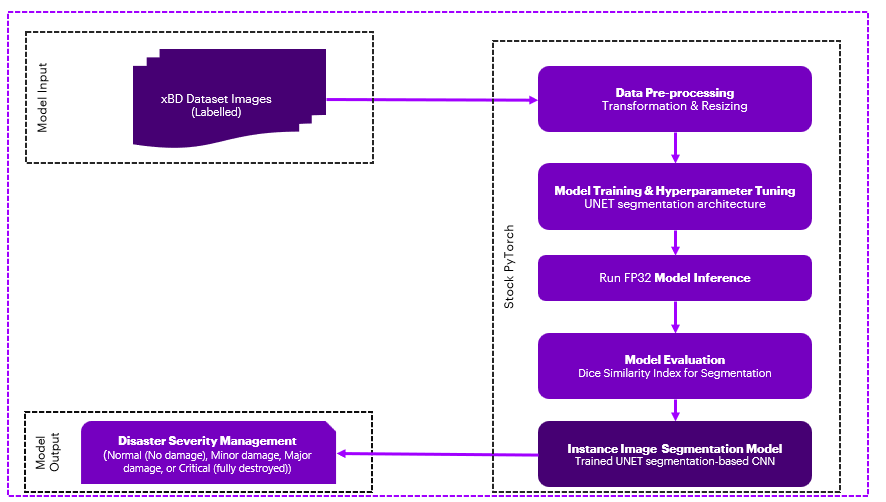 Model Input
xBD Dataset Images
(Labelled)
Data Pre-processing
Transformation & Resizing
Model Training & Hyperparameter Tuning
UNET segmentation architecture
Stock PyTorch
Run FP32 Model Inference
Model Evaluation
Dice Similarity Index for Segmentation
Instance Image Segmentation Model
Trained UNET segmentation-based CNN
Model
Output
Disaster Severity Management
(Normal (No damage), Minor damage, Major
damage, or Critical (fully destroyed))